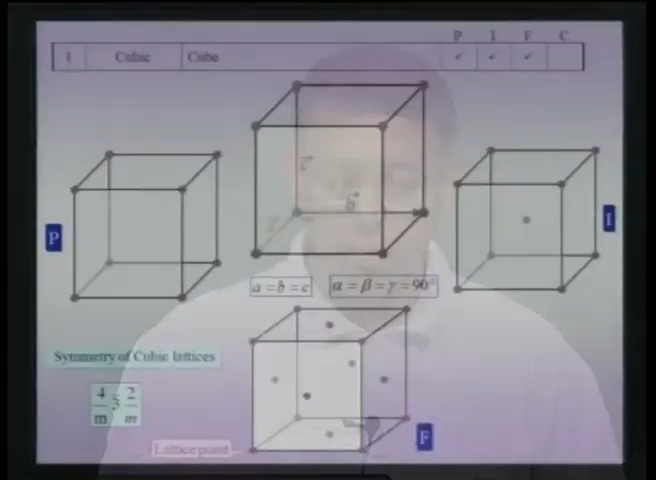 P I F C
1 Cubic Cube ✓ ✓ ✓
c⃗
b⃗
P
I
a = b = c
α = β = γ = 90°
Symmetry of Cubic lattices
4/m 3̄ 2/m
F
Lattice point